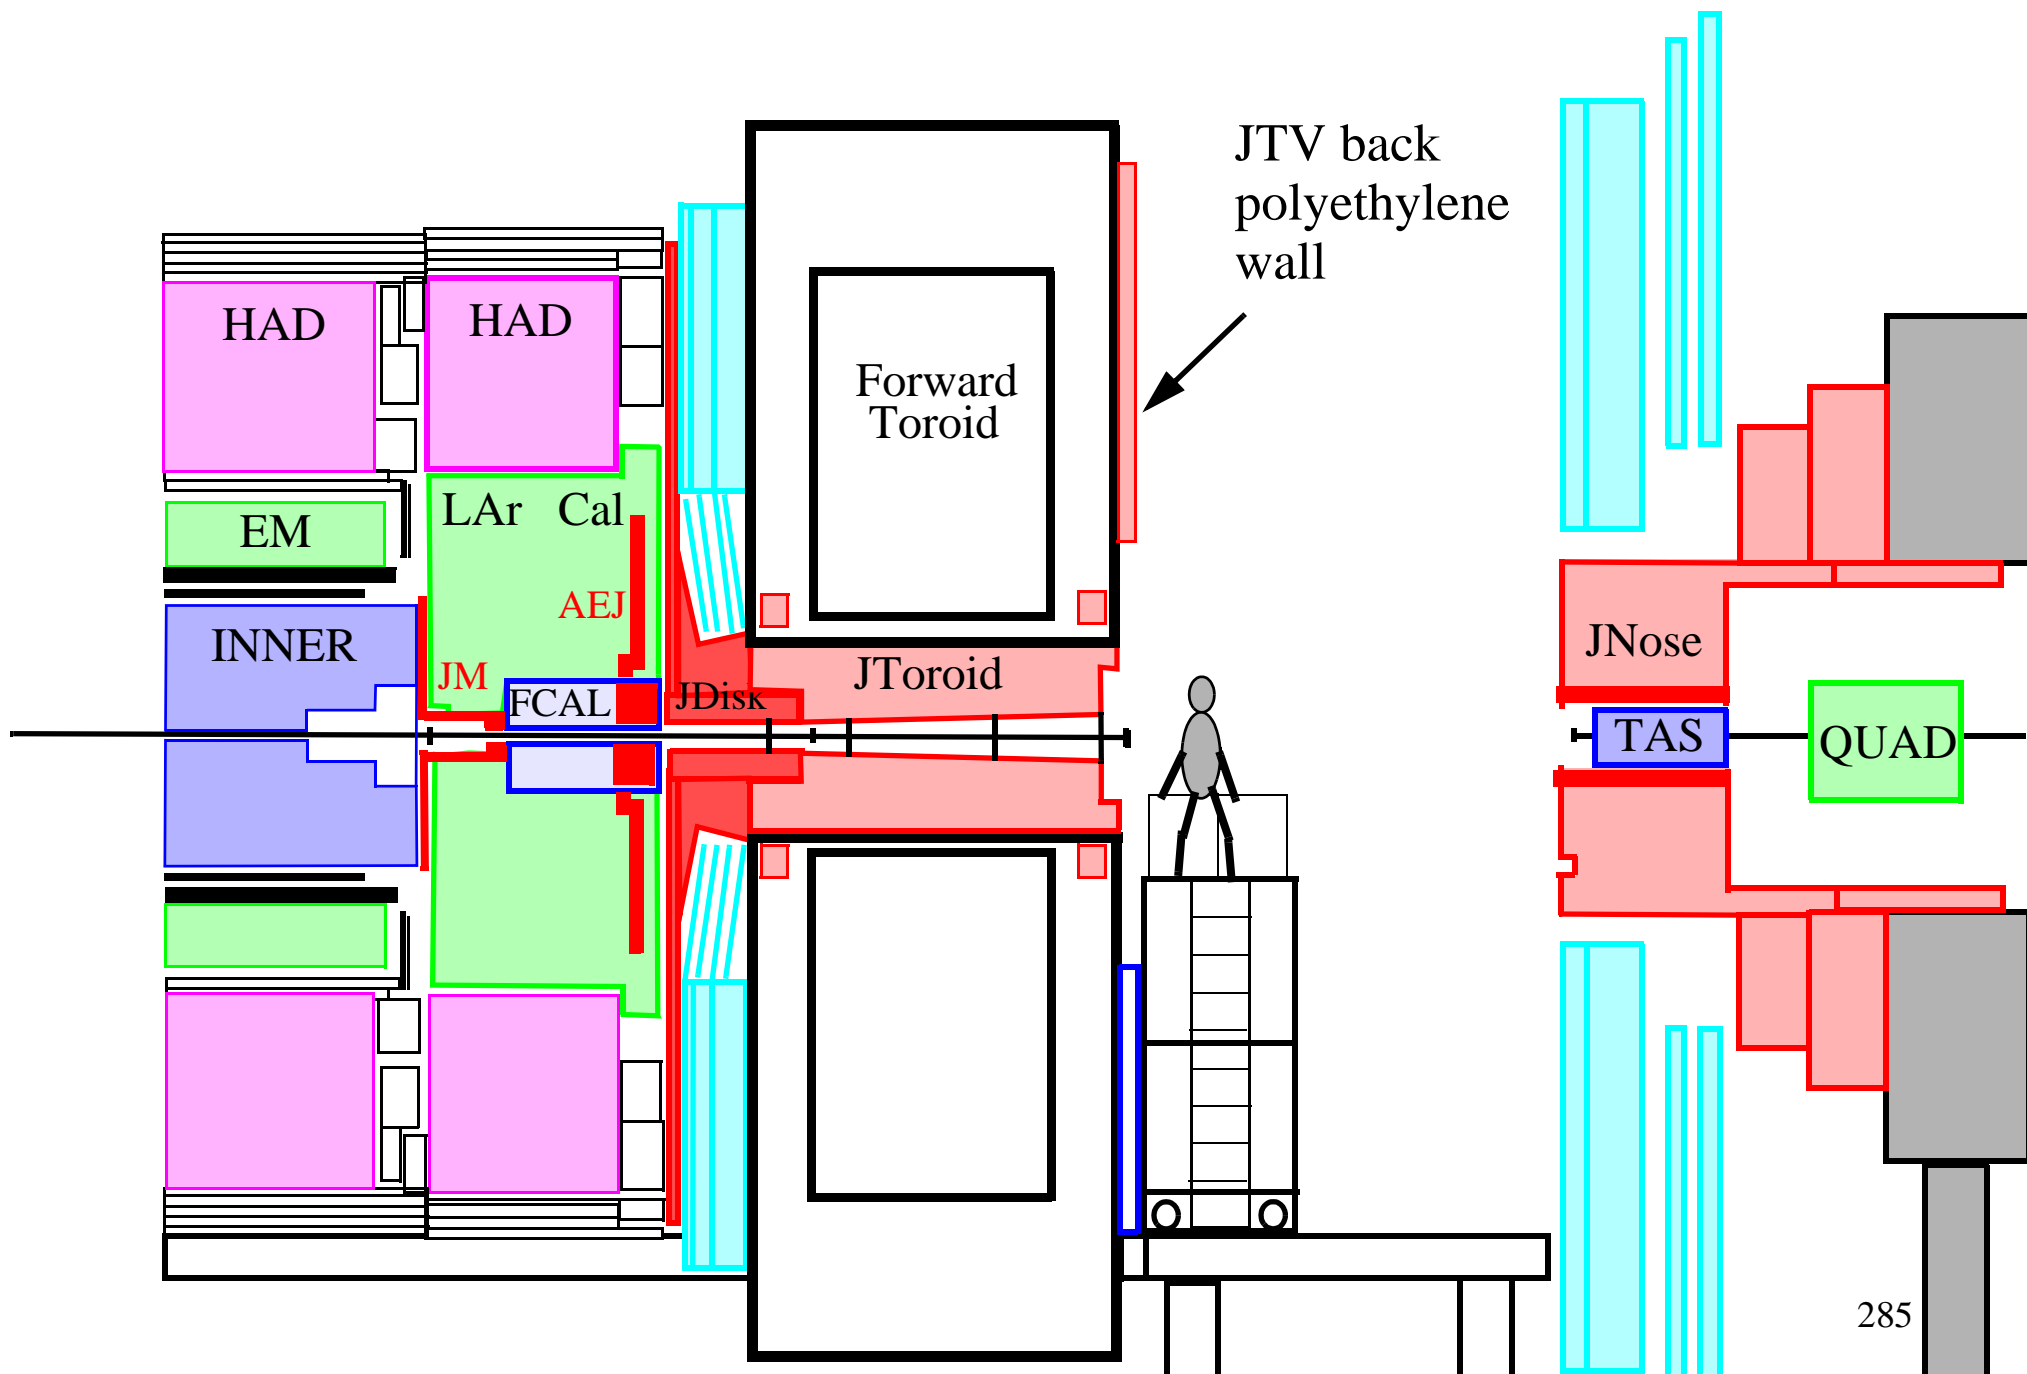 JTV back
polyethylene
wall
HAD
HAD
Forward
Toroid
LAr Cal
EM
AEJ
INNER
JM
FCAL
JDisk
JToroid
JNose
TAS
QUAD
285